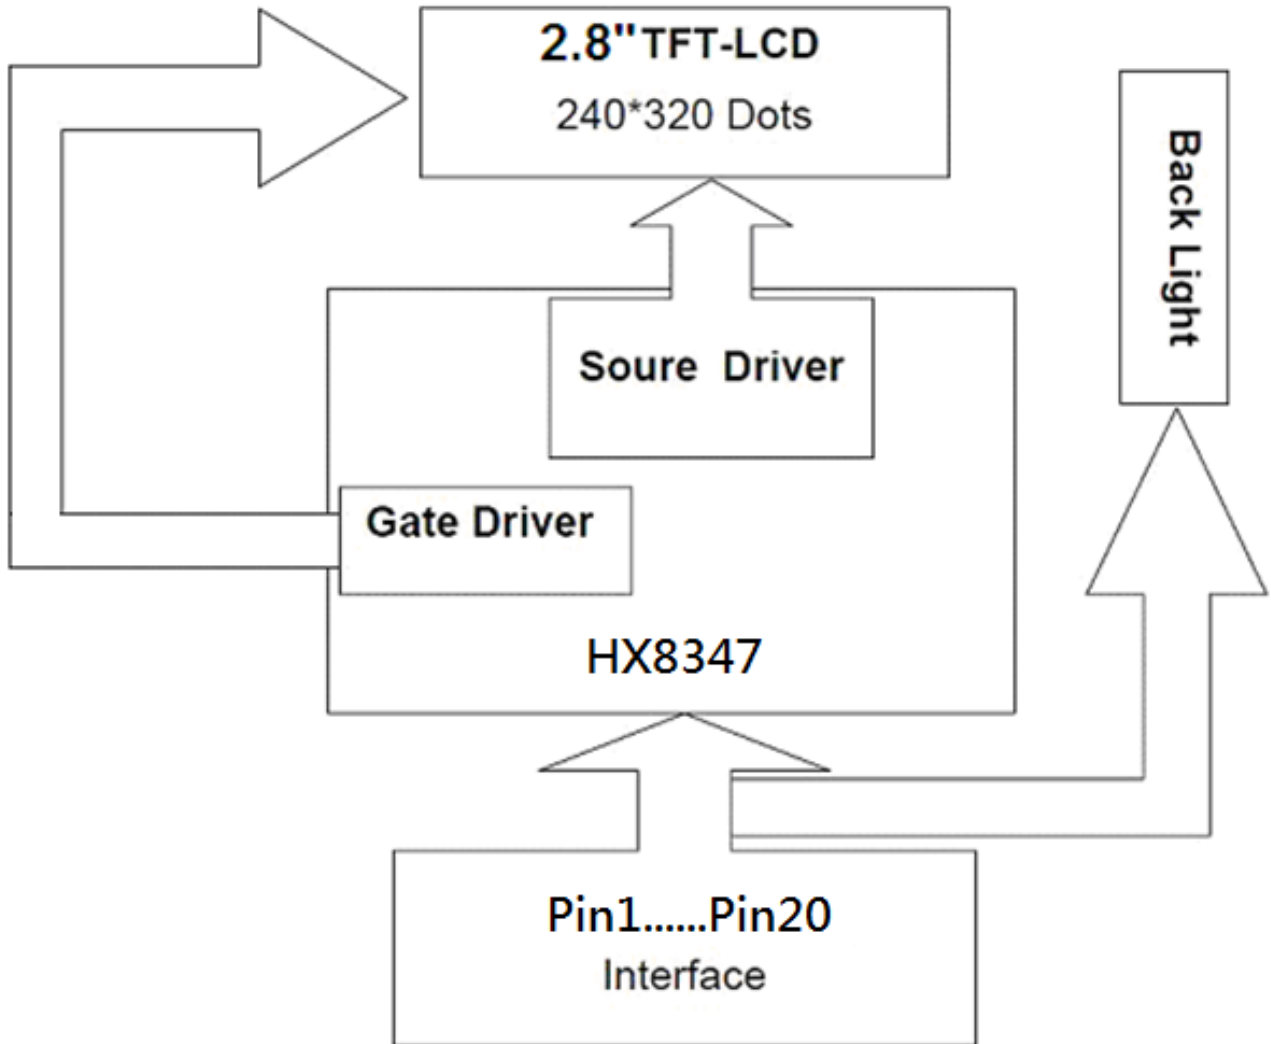 2.8"TFT-LCD
240*320 Dots
Back Light
Soure Driver
Gate Driver
HX8347
Pin1......Pin20
Interface